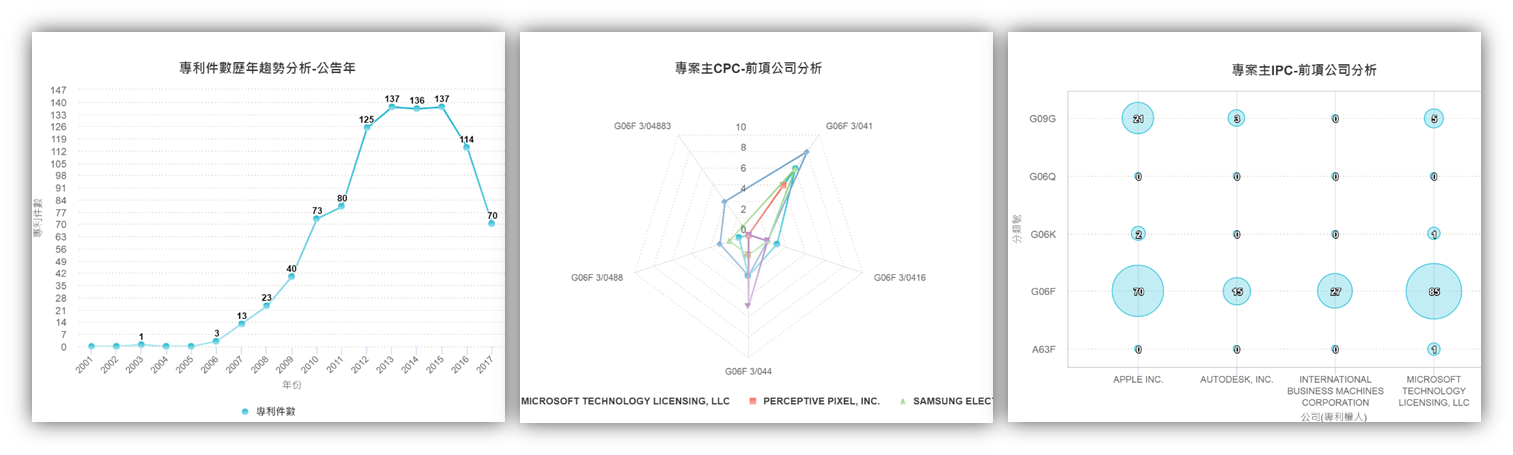 專利件數歷年趨勢分析-公告年
147
140
133
126
119
112
105
98
91
84
77
70
63
56
49
42
35
28
21
14
7
0
專利件數
1
3
13
23
40
73
80
125
137
136
137
114
70
2001
2002
2003
2004
2005
2006
2007
2008
2009
2010
2011
2012
2013
2014
2015
2016
2017
年份
專利件數
專案主CPC-前項公司分析
G06F 3/04883
10
G06F 3/041
8
6
4
2
0
G06F 3/0488
G06F 3/0416
G06F 3/044
MICROSOFT TECHNOLOGY LICENSING, LLC
PERCEPTIVE PIXEL, INC.
SAMSUNG ELECT
專案主IPC-前項公司分析
分類號
G09G
21
3
0
5
G06Q
0
0
0
0
G06K
2
0
0
1
G06F
70
15
27
85
A63F
0
0
0
1
APPLE INC.
AUTODESK, INC.
INTERNATIONAL
BUSINESS MACHINES
CORPORATION
MICROSOFT
TECHNOLOGY
LICENSING, LLC
公司(專利權人)